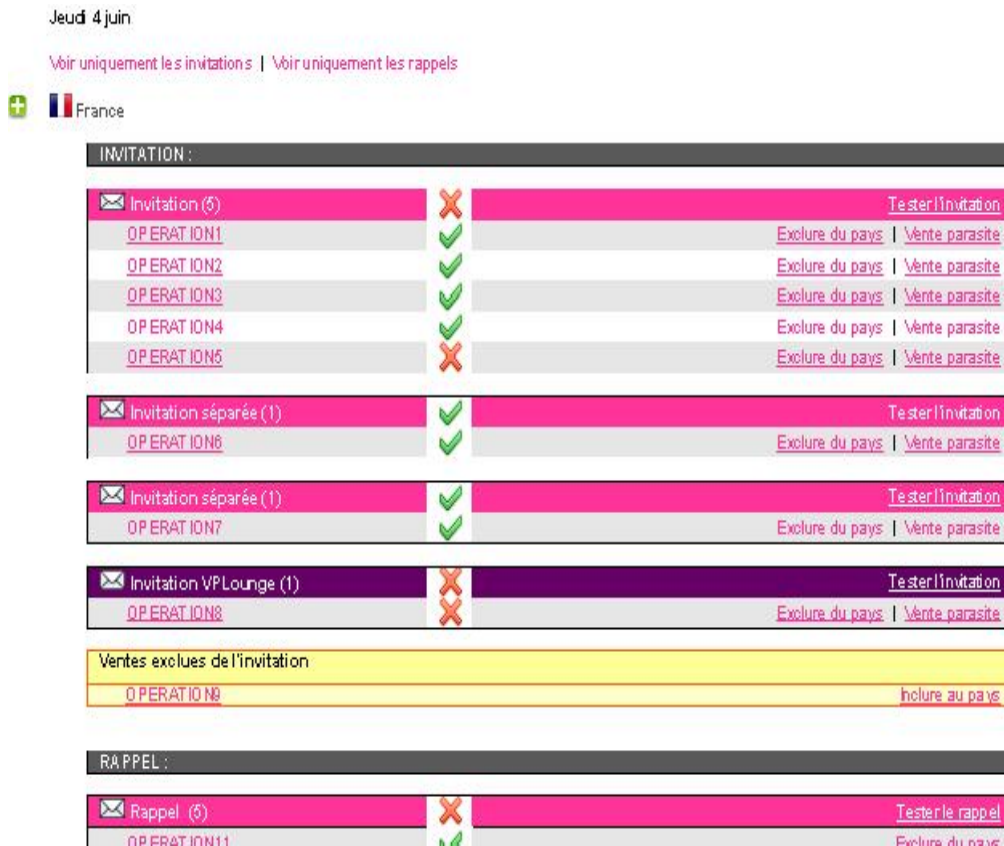 Jeudi 4 juin
Voir uniquement les invitations | Voir uniquement les rappels
France
INVITATION :
Invitation (5) Tester l'invitation
OPERATION1 Exclure du pays | Vente parasite
OPERATION2 Exclure du pays | Vente parasite
OPERATION3 Exclure du pays | Vente parasite
OPERATION4 Exclure du pays | Vente parasite
OPERATION5 Exclure du pays | Vente parasite
Invitation séparée (1) Tester l'invitation
OPERATION6 Exclure du pays | Vente parasite
Invitation séparée (1) Tester l'invitation
OPERATION7 Exclure du pays | Vente parasite
Invitation VPLounge (1) Tester l'invitation
OPERATION8 Exclure du pays | Vente parasite
Ventes exclues de l'invitation
OPERATION9 Inclure au pays
RAPPEL :
Rappel (5) Tester le rappel
OPERATION11 Exclure du pays